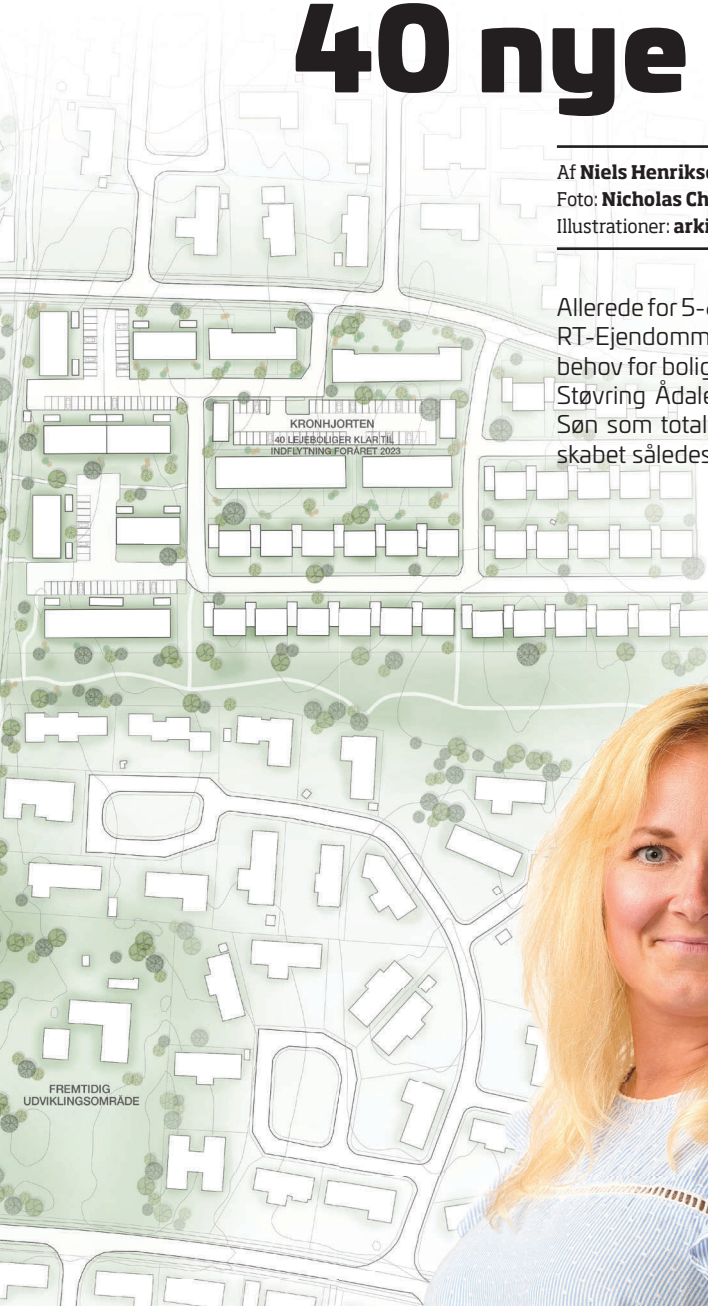 40 nye
Af Niels Henrikse
Foto: Nicholas Ch
Illustrationer: arki
Allerede for 5-
RT-Ejendomm
behov for bolig
Støvring Ådale
Søn som total
skabet således
KRONHJORTEN
40 LEJEBOLIGER KLAR TIL
INDFLYTNING FORÅRET 2023
FREMTIDIG
UDVIKLINGSOMRÅDE